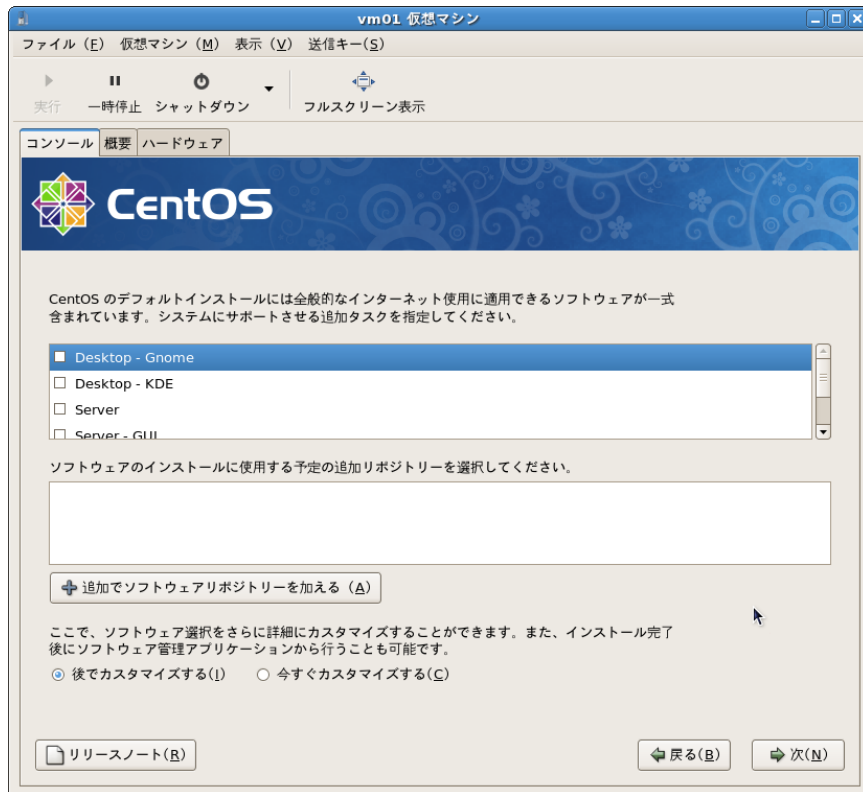 vm01 仮想マシン
ファイル (F) 仮想マシン (M) 表示 (V) 送信キー(S)
実行 一時停止 シャットダウン フルスクリーン表示
コンソール 概要 ハードウェア
CentOS
CentOS のデフォルトインストールには全般的なインターネット使用に適用できるソフトウェアが一式
含まれています。システムにサポートさせる追加タスクを指定してください。
Desktop - Gnome
Desktop - KDE
Server
Server - GUI
ソフトウェアのインストールに使用する予定の追加リポジトリーを選択してください。
追加でソフトウェアリポジトリーを加える (A)
ここで、ソフトウェア選択をさらに詳細にカスタマイズすることができます。また、インストール完了
後にソフトウェア管理アプリケーションから行うことも可能です。
後でカスタマイズする(l) 今すぐカスタマイズする(C)
リリースノート(R) 戻る(B) 次(N)